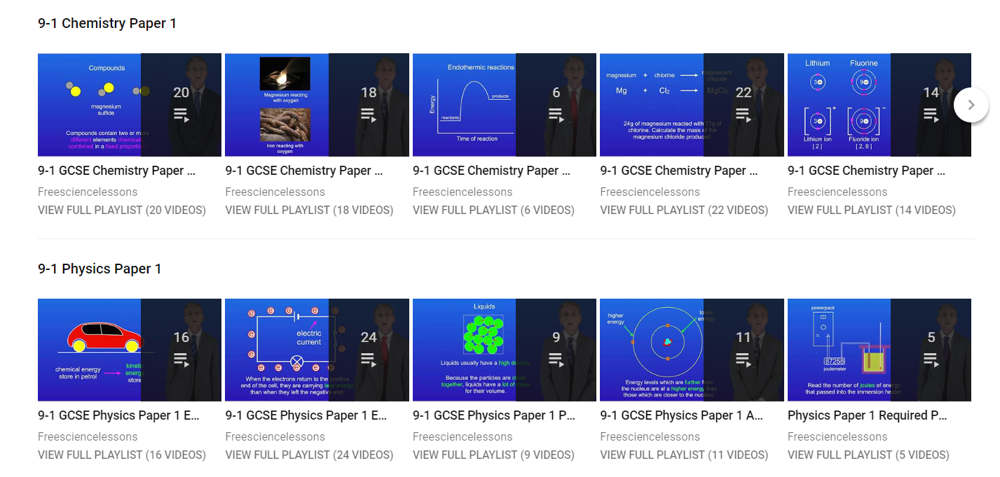 9-1 Chemistry Paper 1
Compounds
magnesium
sulfide
Compounds contain two or more
different elements chemically
combined in a fixed proportion.
20
Magnesium reacting
with oxygen
Iron reacting with
oxygen
18
Endothermic reactions
Energy
products
reactants
Time of reaction
6
magnesium + chlorine magnesium
chloride
Mg + Cl₂ MgCl₂
24g of magnesium reacted with 71g of
chlorine. Calculate the mass of the
magnesium chloride produced.
22
Lithium Fluorine
3+ 9+
3+ + 9+ -
Lithium ion Fluoride ion
[ 2 ] [ 2, 8 ]
14
9-1 GCSE Chemistry Paper ...
Freesciencelessons
VIEW FULL PLAYLIST (20 VIDEOS)
9-1 GCSE Chemistry Paper ...
Freesciencelessons
VIEW FULL PLAYLIST (18 VIDEOS)
9-1 GCSE Chemistry Paper ...
Freesciencelessons
VIEW FULL PLAYLIST (6 VIDEOS)
9-1 GCSE Chemistry Paper ...
Freesciencelessons
VIEW FULL PLAYLIST (22 VIDEOS)
9-1 GCSE Chemistry Paper ...
Freesciencelessons
VIEW FULL PLAYLIST (14 VIDEOS)
9-1 Physics Paper 1
chemical energy
store in petrol
kinetic
energy
store
16
e e e e e
e e
e e
electric
current
e e e e e
When the electrons return to the positive
end of the cell, they are carrying less energy
than when they left the negative end.
24
Liquids
Liquids usually have a high density.
Because the particles are close
together, liquids have a lot of mass
for their volume.
9
higher
energy
lower
energy
Energy levels which are further from
the nucleus are at a higher energy than
those which are closer to the nucleus.
11
powerpack
87258
joulemeter
Read the number of joules of energy
that passed into the immersion heater.
5
9-1 GCSE Physics Paper 1 E...
Freesciencelessons
VIEW FULL PLAYLIST (16 VIDEOS)
9-1 GCSE Physics Paper 1 E...
Freesciencelessons
VIEW FULL PLAYLIST (24 VIDEOS)
9-1 GCSE Physics Paper 1 P...
Freesciencelessons
VIEW FULL PLAYLIST (9 VIDEOS)
9-1 GCSE Physics Paper 1 A...
Freesciencelessons
VIEW FULL PLAYLIST (11 VIDEOS)
Physics Paper 1 Required P...
Freesciencelessons
VIEW FULL PLAYLIST (5 VIDEOS)